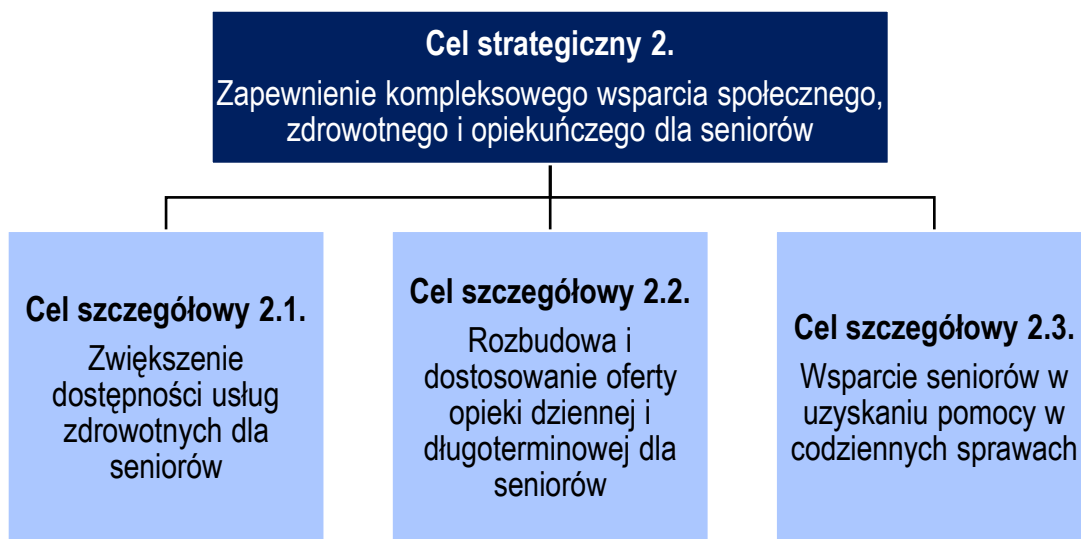 Cel strategiczny 2.
Zapewnienie kompleksowego wsparcia społecznego,
zdrowotnego i opiekuńczego dla seniorów
Cel szczegółowy 2.1.
Zwiększenie
dostępności usług
zdrowotnych dla
seniorów
Cel szczegółowy 2.2.
Rozbudowa i
dostosowanie oferty
opieki dziennej i
długoterminowej dla
seniorów
Cel szczegółowy 2.3.
Wsparcie seniorów w
uzyskaniu pomocy w
codziennych sprawach